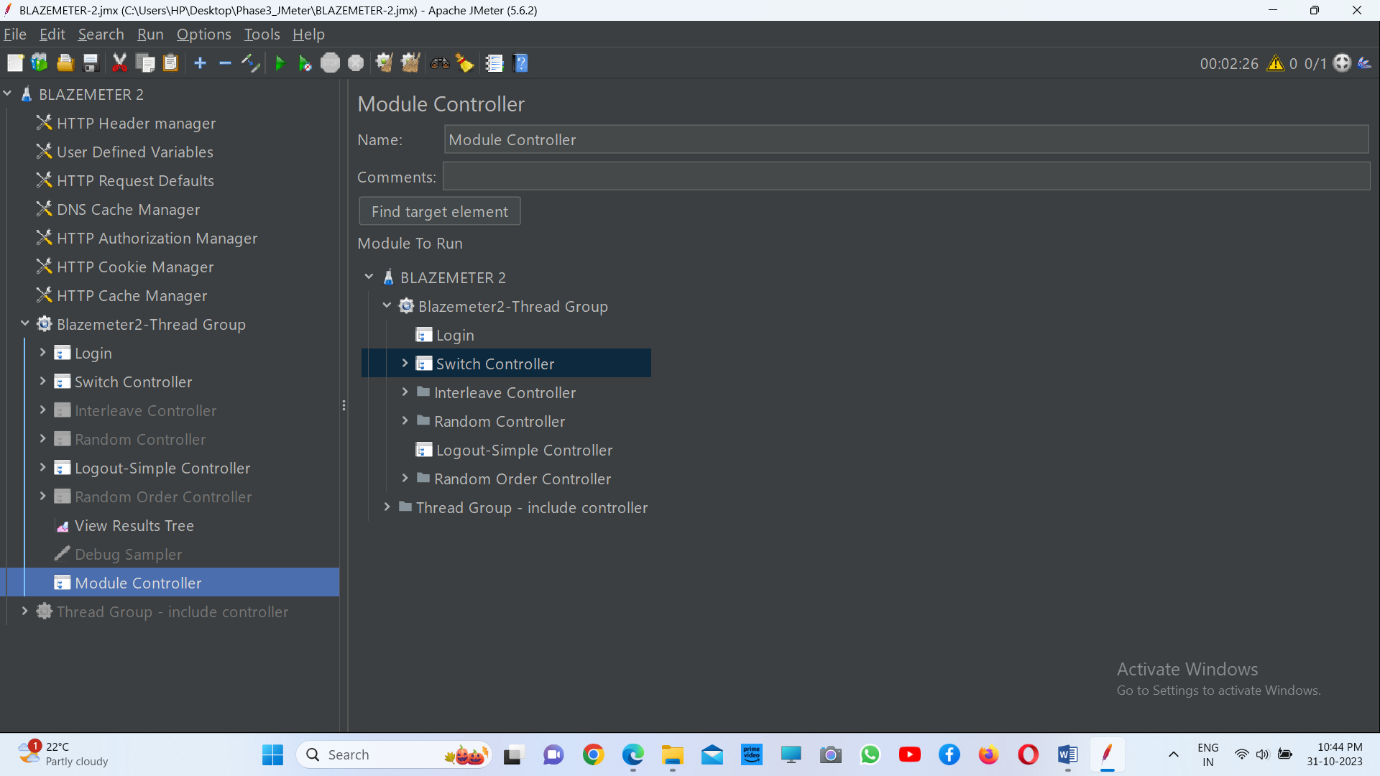 BLAZEMETER-2.jmx (C:\Users\HP\Desktop\Phase3_JMeter\BLAZEMETER-2.jmx) - Apache JMeter (5.6.2)
File Edit Search Run Options Tools Help
00:02:26 0 0/1
BLAZEMETER 2
HTTP Header manager
User Defined Variables
HTTP Request Defaults
DNS Cache Manager
HTTP Authorization Manager
HTTP Cookie Manager
HTTP Cache Manager
Blazemeter2-Thread Group
Login
Switch Controller
Interleave Controller
Random Controller
Logout-Simple Controller
Random Order Controller
View Results Tree
Debug Sampler
Module Controller
Thread Group - include controller
Module Controller
Name: Module Controller
Comments:
Find target element
Module To Run
BLAZEMETER 2
Blazemeter2-Thread Group
Login
Switch Controller
Interleave Controller
Random Controller
Logout-Simple Controller
Random Order Controller
Thread Group - include controller
Activate Windows
Go to Settings to activate Windows.
1
22°C
Partly cloudy
Search
prime video
ENG
IN
10:44 PM
31-10-2023